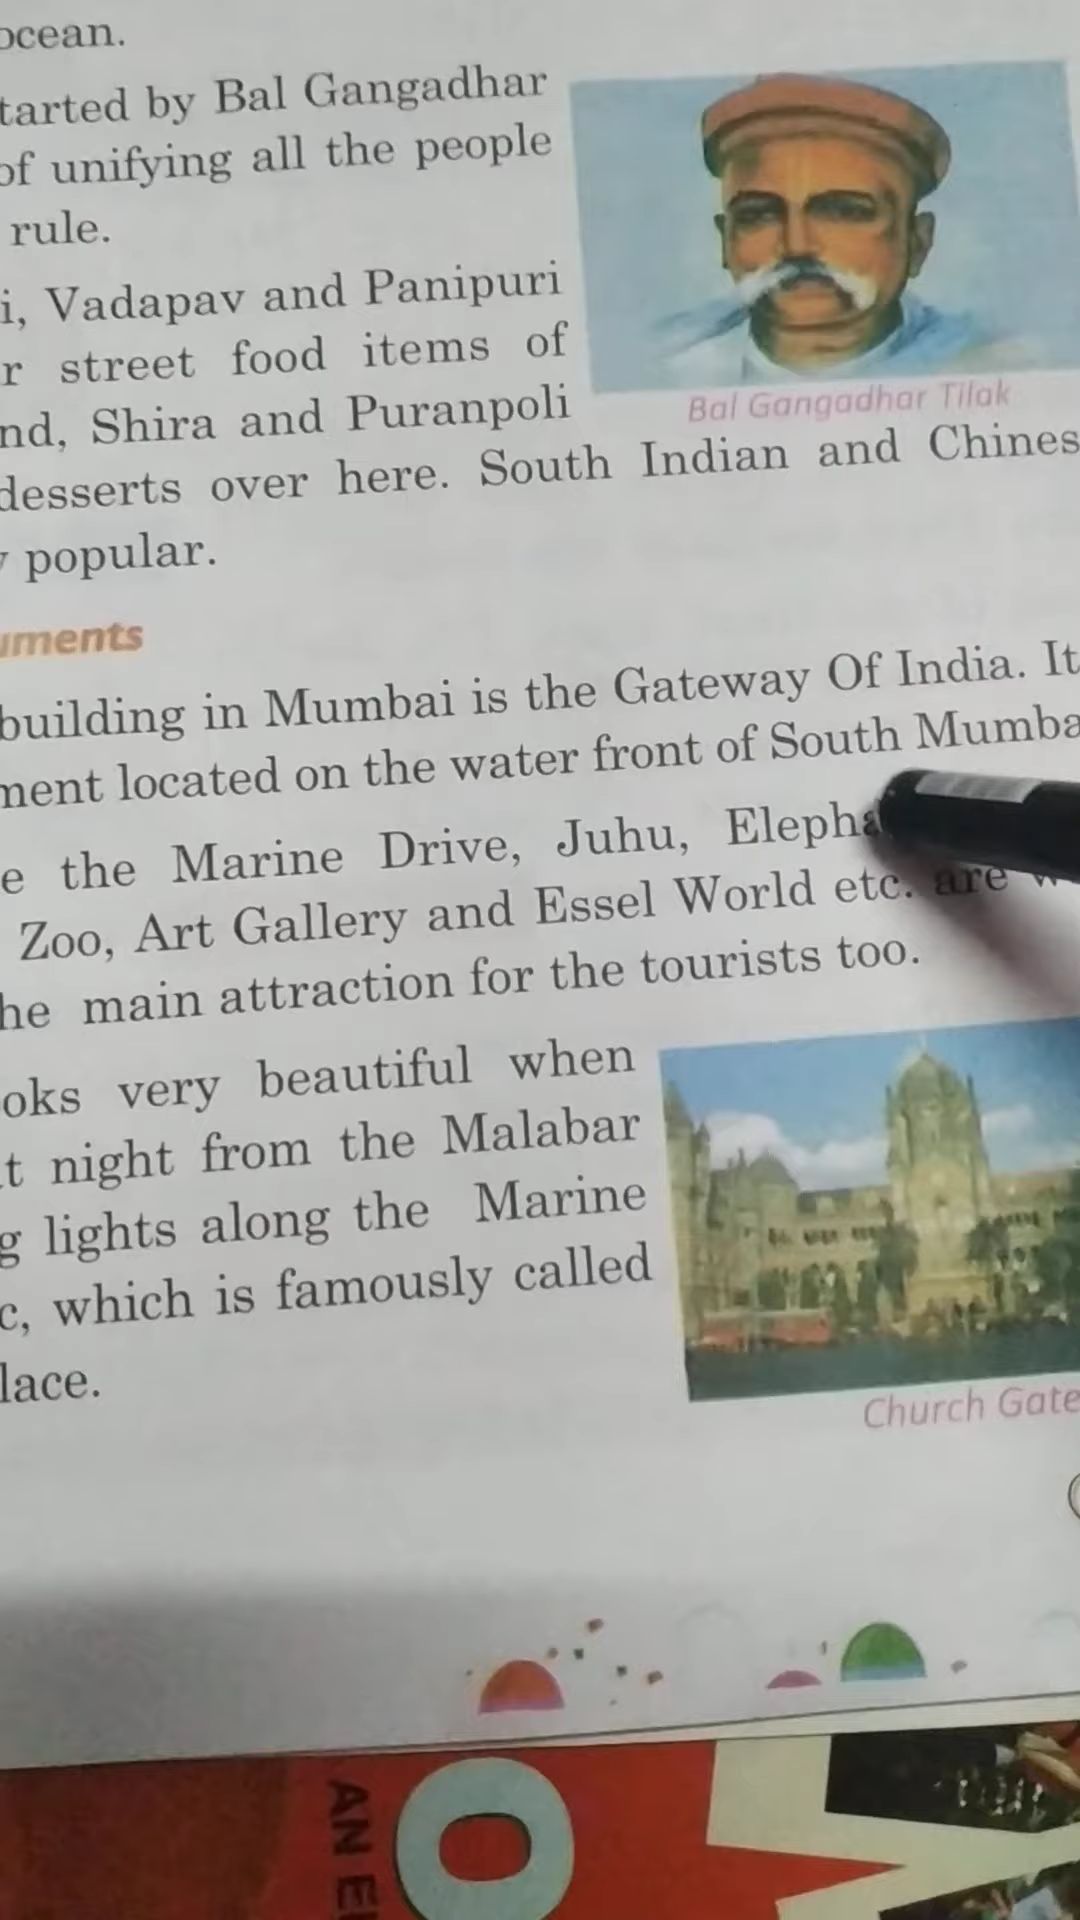 ocean.
tarted by Bal Gangadhar
of unifying all the people
rule.
i, Vadapav and Panipuri
r street food items of
nd, Shira and Puranpoli
desserts over here. South Indian and Chines
y popular.
Bal Gangadhar Tilak
uments
building in Mumbai is the Gateway Of India. It
ment located on the water front of South Mumba
e the Marine Drive, Juhu, Elepha
Zoo, Art Gallery and Essel World etc. are w
he main attraction for the tourists too.
oks very beautiful when
t night from the Malabar
g lights along the Marine
c, which is famously called
lace.
Church Gate
AN E
O